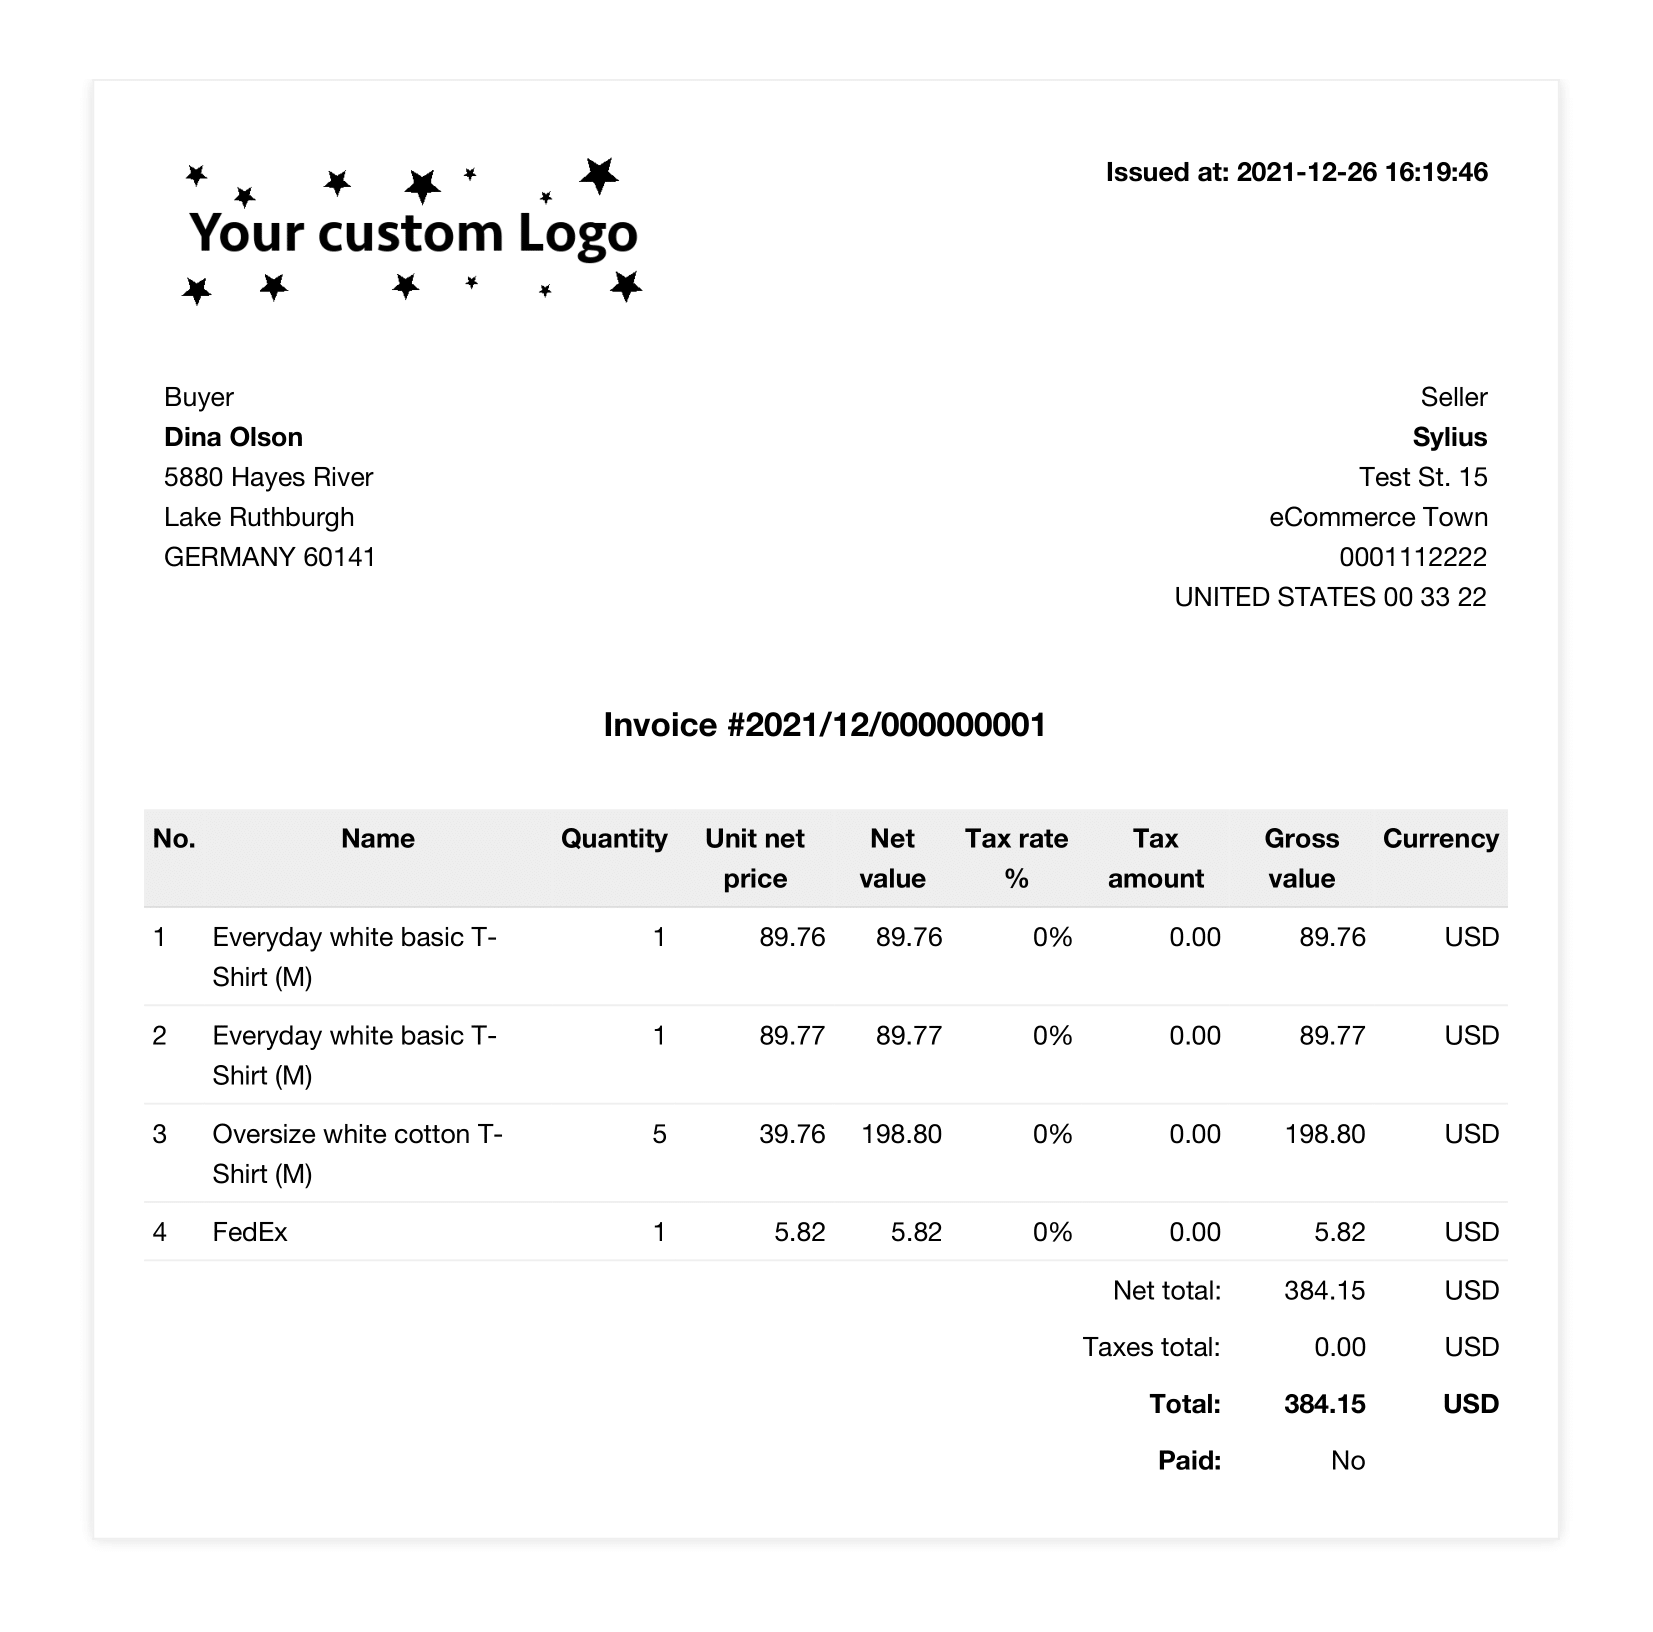 Issued at: 2021-12-26 16:19:46
Your custom Logo
Buyer
Dina Olson
5880 Hayes River
Lake Ruthburgh
GERMANY 60141
Seller
Sylius
Test St. 15
eCommerce Town
0001112222
UNITED STATES 00 33 22
Invoice #2021/12/000000001
No. Name Quantity Unit net price Net value Tax rate % Tax amount Gross value Currency
1 Everyday white basic T- 1 89.76 89.76 0% 0.00 89.76 USD
Shirt (M)
2 Everyday white basic T- 1 89.77 89.77 0% 0.00 89.77 USD
Shirt (M)
3 Oversize white cotton T- 5 39.76 198.80 0% 0.00 198.80 USD
Shirt (M)
4 FedEx 1 5.82 5.82 0% 0.00 5.82 USD
Net total: 384.15 USD
Taxes total: 0.00 USD
Total: 384.15 USD
Paid: No